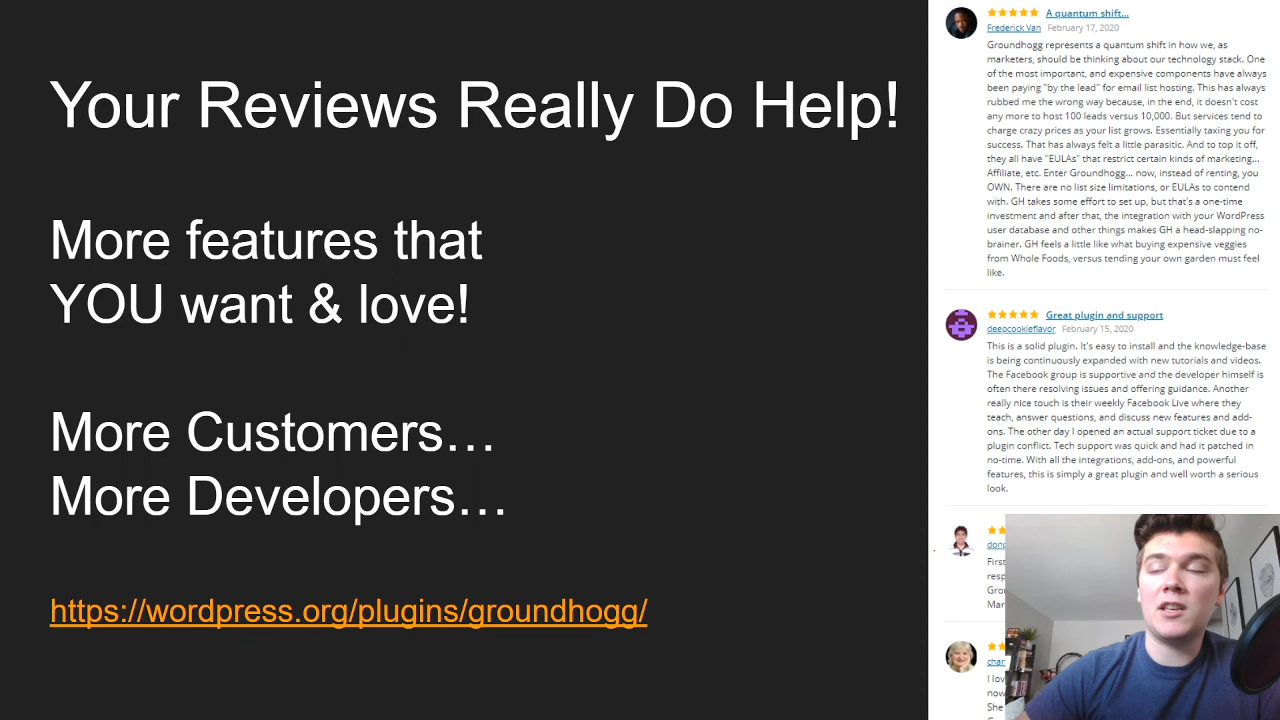 Your Reviews Really Do Help!
More features that
YOU want & love!
More Customers…
More Developers…
https://wordpress.org/plugins/groundhogg/
A quantum shift...
Frederick Van February 17, 2020
Groundhogg represents a quantum shift in how we, as
marketers, should be thinking about our technology stack. One
of the most important, and expensive components have always
been paying "by the lead" for email list hosting. This has always
rubbed me the wrong way because, in the end, it doesn't cost
any more to host 100 leads versus 10,000. But services tend to
charge crazy prices as your list grows. Essentially taxing you for
success. That has always felt a little parasitic. And to top it off,
they all have "EULAs" that restrict certain kinds of marketing...
Affiliate, etc. Enter Groundhogg... now, instead of renting, you
OWN. There are no list size limitations, or EULAs to contend
with. GH takes some effort to set up, but that's a one-time
investment and after that, the integration with your WordPress
user database and other things makes GH a head-slapping no-
brainer. GH feels a little like what buying expensive veggies
from Whole Foods, versus tending your own garden must feel
like.
Great plugin and support
deepcookieflavor February 15, 2020
This is a solid plugin. It's easy to install and the knowledge-base
is being continuously expanded with new tutorials and videos.
The Facebook group is supportive and the developer himself is
often there resolving issues and offering guidance. Another
really nice touch is their weekly Facebook Live where they
teach, answer questions, and discuss new features and add-
ons. The other day I opened an actual support ticket due to a
plugin conflict. Tech support was quick and had it patched in
no-time. With all the integrations, add-ons, and powerful
features, this is simply a great plugin and well worth a serious
look.
First
resp
Grou
Mar
char
I lov
now
She